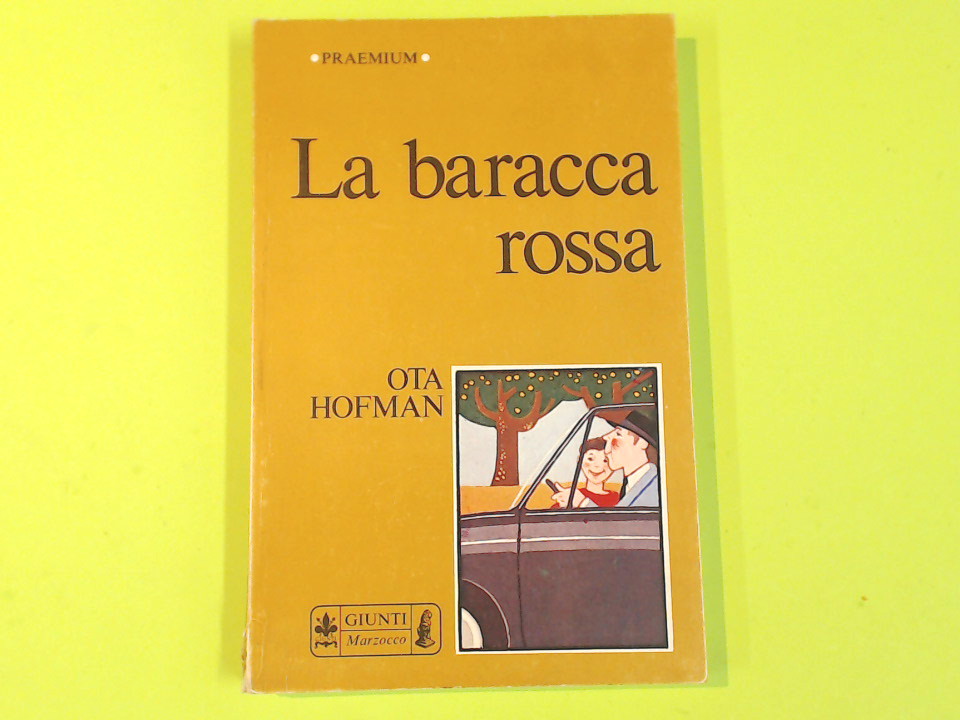 • PRAEMIUM •
La baracca
rossa
OTA
HOFMAN
GIUNTI
Marzocco